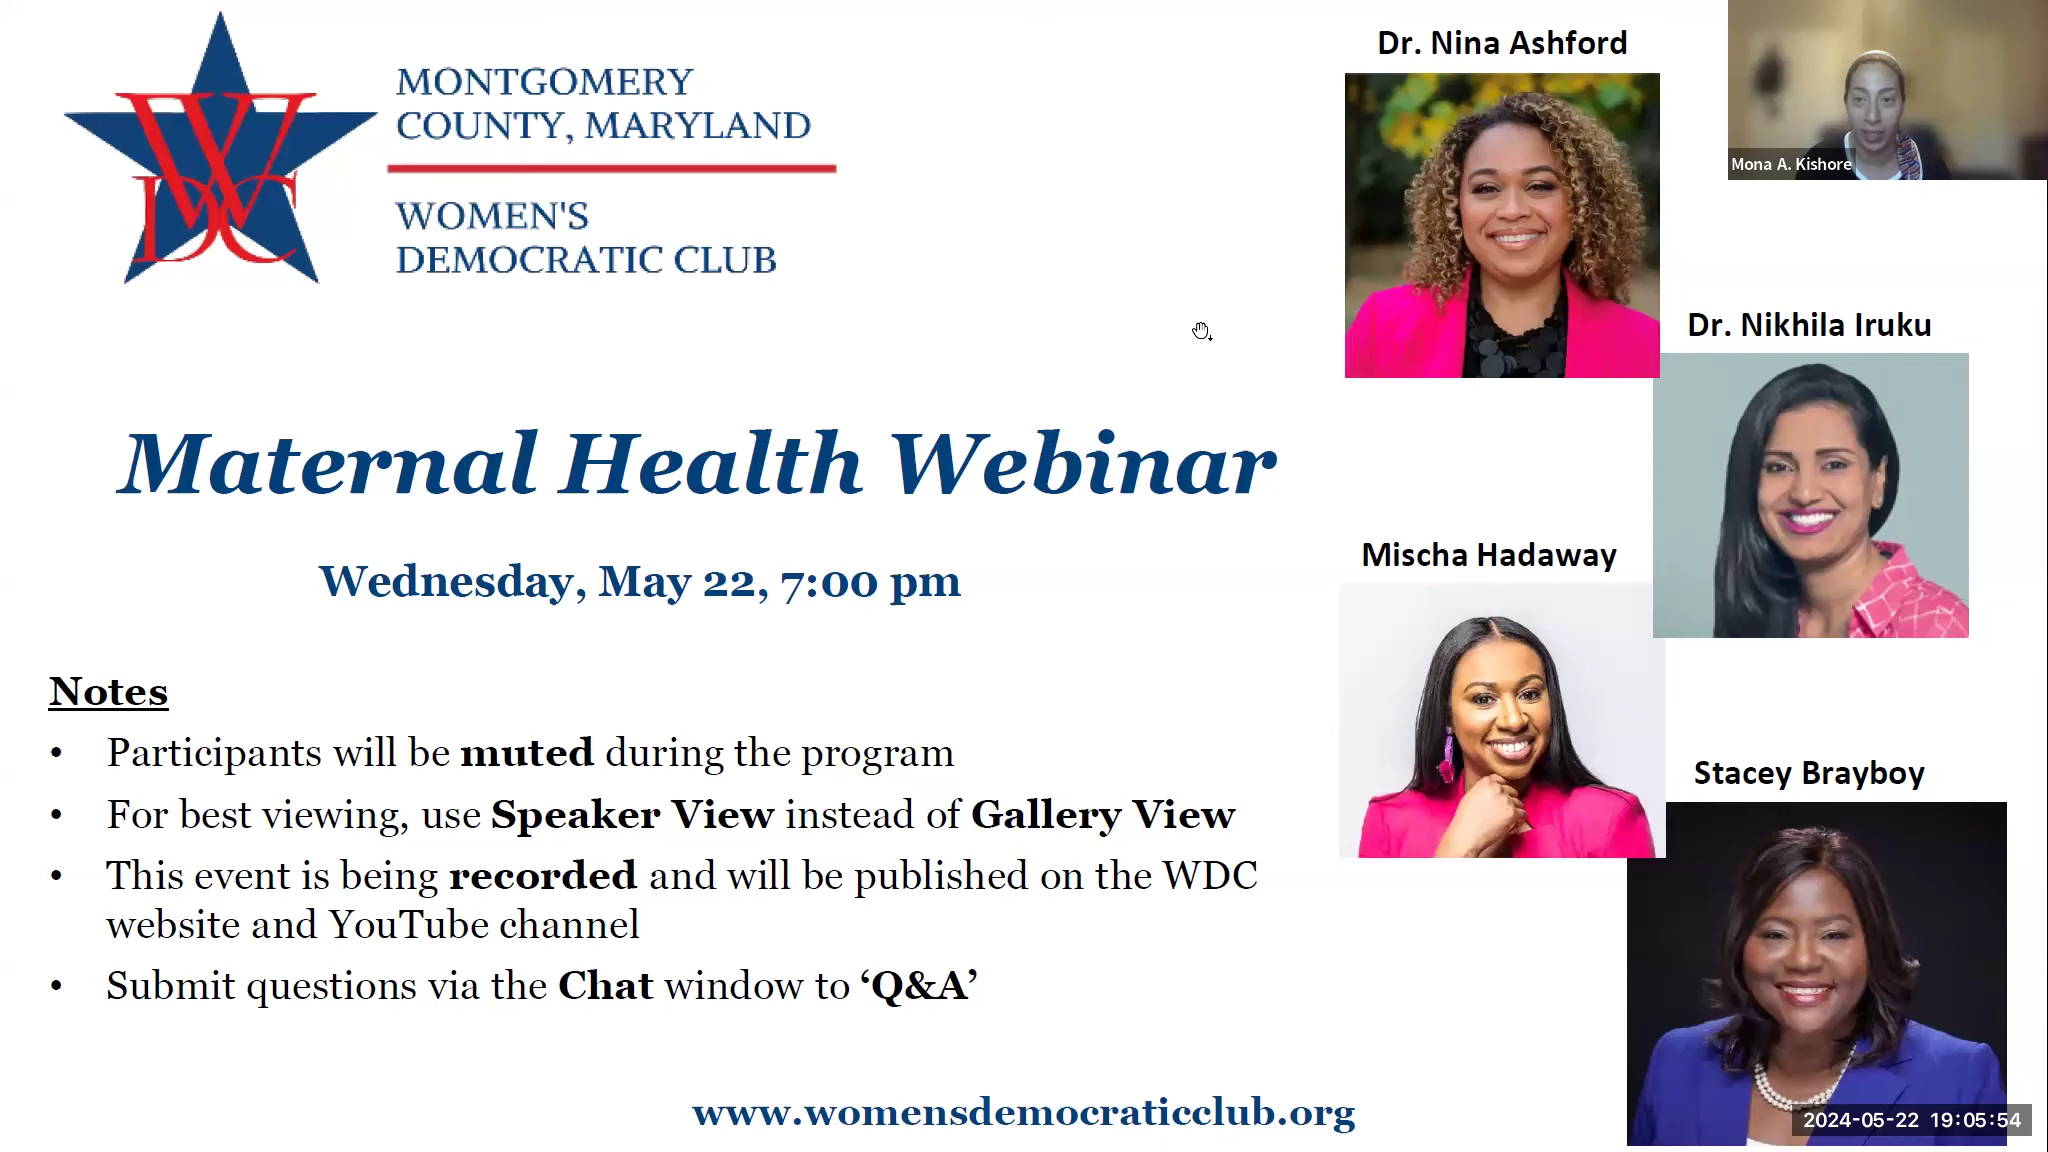 WDC
MONTGOMERY
COUNTY, MARYLAND
WOMEN'S
DEMOCRATIC CLUB
Dr. Nina Ashford
Mona A. Kishore
Dr. Nikhila Iruku
Maternal Health Webinar
Wednesday, May 22, 7:00 pm
Mischa Hadaway
Stacey Brayboy
Notes
• Participants will be muted during the program
• For best viewing, use Speaker View instead of Gallery View
• This event is being recorded and will be published on the WDC
website and YouTube channel
• Submit questions via the Chat window to ‘Q&A’
www.womensdemocraticclub.org
2024-05-22 19:05:54